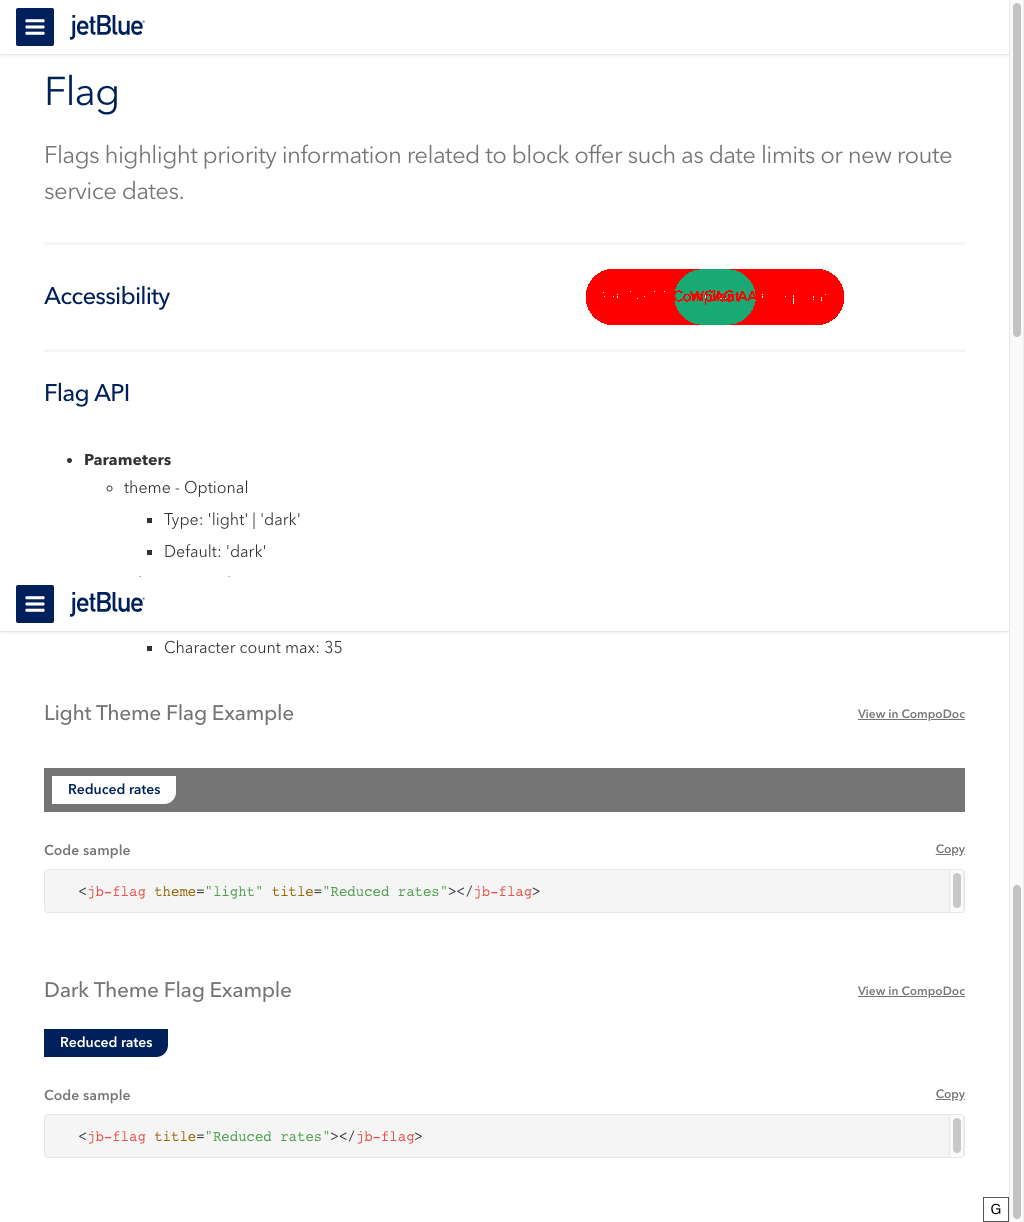 jetBlue
Flag
Flags highlight priority information related to block offer such as date limits or new route
service dates.
Accessibility
Flag API
Parameters
theme - Optional
Type: 'light' | 'dark'
Default: 'dark'
jetBlue
Character count max: 35
Light Theme Flag Example
View in CompoDoc
Reduced rates
Code sample
Copy
<jb-flag theme="light" title="Reduced rates"></jb-flag>
Dark Theme Flag Example
View in CompoDoc
Reduced rates
Code sample
Copy
<jb-flag title="Reduced rates"></jb-flag>
G